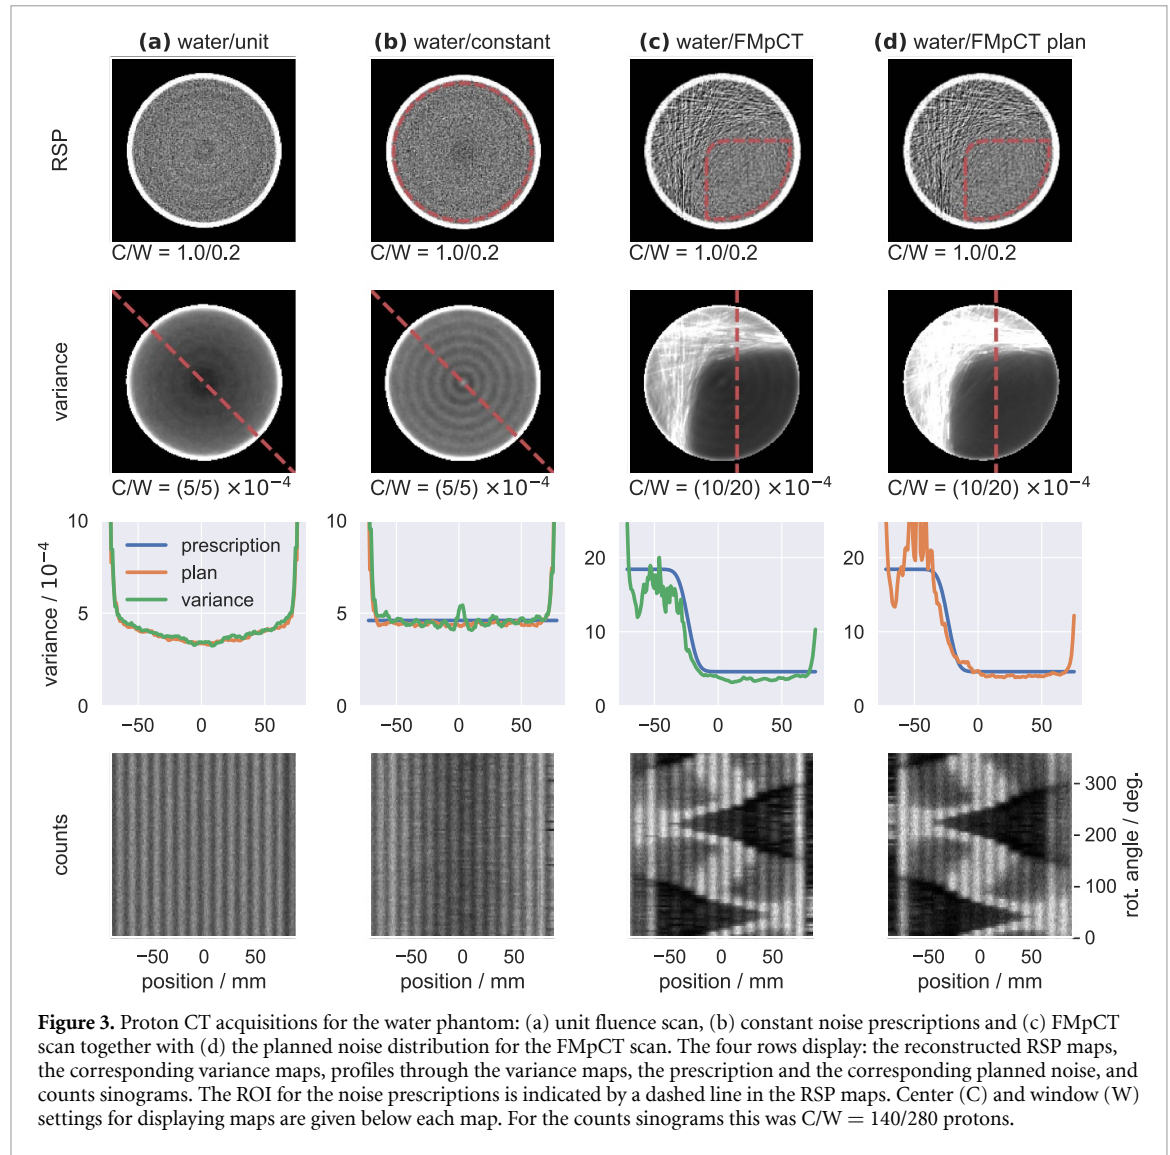 (a) water/unit (b) water/constant (c) water/FMpCT (d) water/FMpCT plan
RSP
C/W = 1.0/0.2 C/W = 1.0/0.2 C/W = 1.0/0.2 C/W = 1.0/0.2
variance
C/W = (5/5) ×10⁻⁴ C/W = (5/5) ×10⁻⁴ C/W = (10/20) ×10⁻⁴ C/W = (10/20) ×10⁻⁴
variance / 10⁻⁴
10 10
prescription
20 20
plan
variance
5 5
10 10
0 0 0 0
−50 0 50 −50 0 50 −50 0 50 −50 0 50
counts
300
200
100
0
rot. angle / deg.
−50 0 50 −50 0 50 −50 0 50 −50 0 50
position / mm position / mm position / mm position / mm
Figure 3. Proton CT acquisitions for the water phantom: (a) unit fluence scan, (b) constant noise prescriptions and (c) FMpCT
scan together with (d) the planned noise distribution for the FMpCT scan. The four rows display: the reconstructed RSP maps,
the corresponding variance maps, profiles through the variance maps, the prescription and the corresponding planned noise, and
counts sinograms. The ROI for the noise prescriptions is indicated by a dashed line in the RSP maps. Center (C) and window (W)
settings for displaying maps are given below each map. For the counts sinograms this was C/W = 140/280 protons.